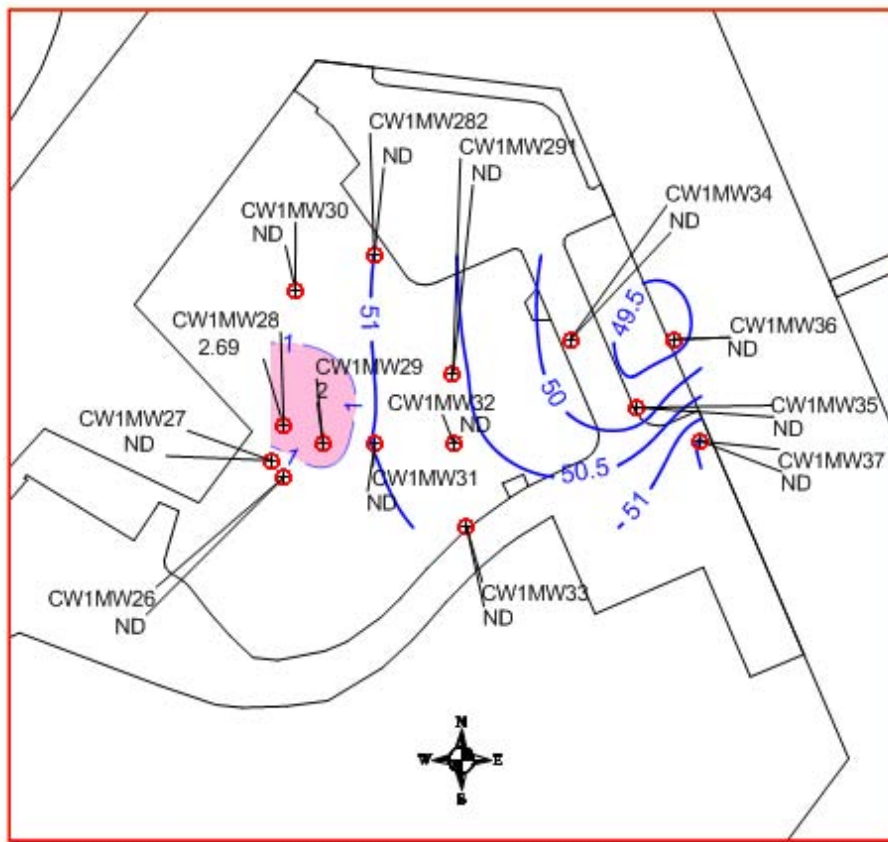 CW1MW282
ND
CW1MW291
ND
CW1MW34
ND
CW1MW30
ND
51
49.5
CW1MW28
2.69
1
CW1MW29
2
1
CW1MW36
ND
50
CW1MW32
ND
CW1MW35
ND
CW1MW27
ND
1
CW1MW31
ND
50.5
CW1MW37
ND
- 51
CW1MW26
ND
CW1MW33
ND
N
W E
S